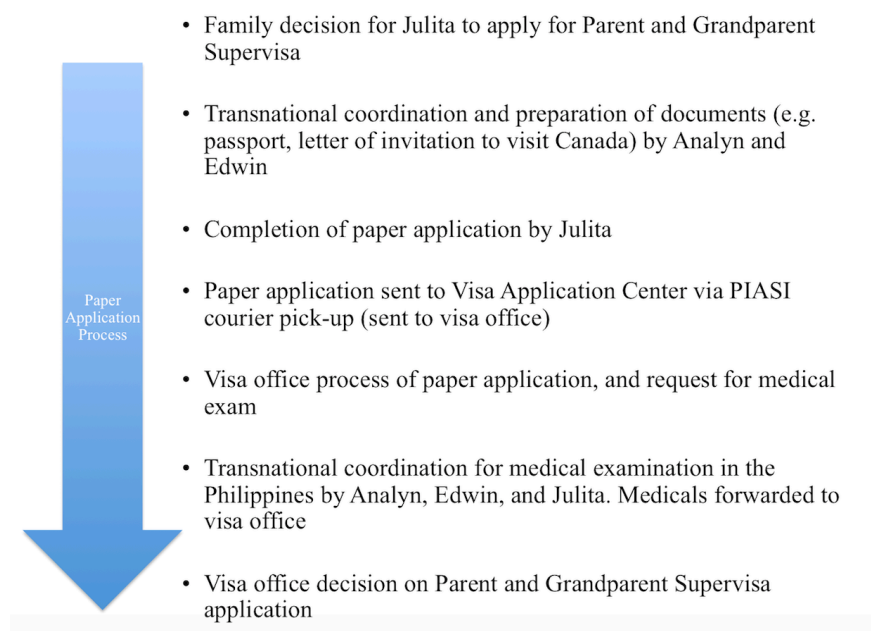 • Family decision for Julita to apply for Parent and Grandparent
Supervisa
• Transnational coordination and preparation of documents (e.g.
passport, letter of invitation to visit Canada) by Analyn and
Edwin
• Completion of paper application by Julita
Paper
Application
Process
• Paper application sent to Visa Application Center via PIASI
courier pick-up (sent to visa office)
• Visa office process of paper application, and request for medical
exam
• Transnational coordination for medical examination in the
Philippines by Analyn, Edwin, and Julita. Medicals forwarded to
visa office
• Visa office decision on Parent and Grandparent Supervisa
application